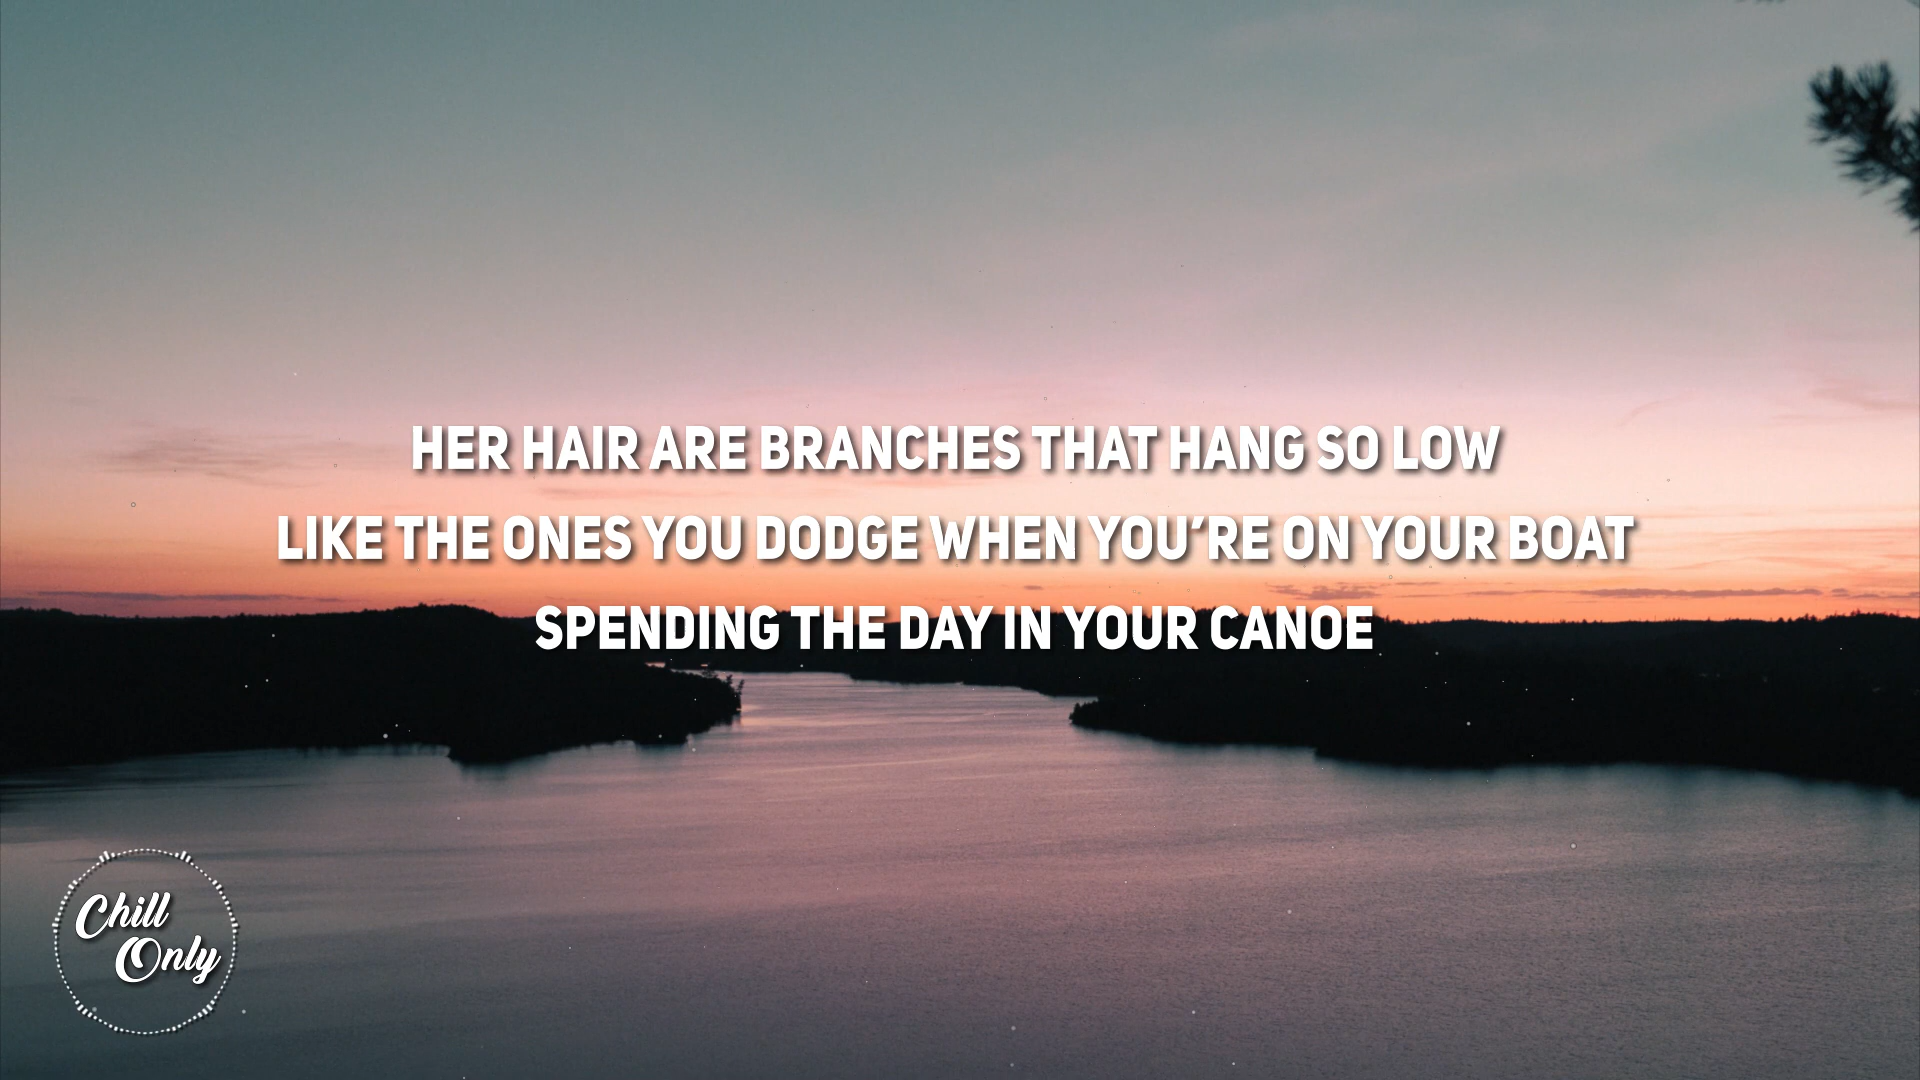 HER HAIR ARE BRANCHES THAT HANG SO LOW
LIKE THE ONES YOU DODGE WHEN YOU'RE ON YOUR BOAT
SPENDING THE DAY IN YOUR CANOE
Chill
Only